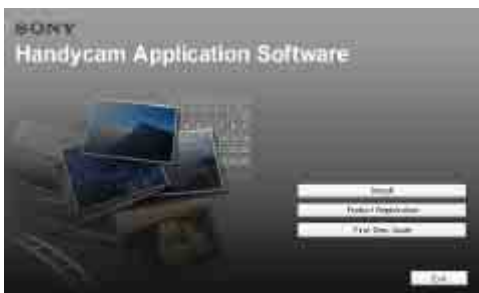 SONY
Handycam Application Software
Install
Product Registration
First Step Guide
Exit